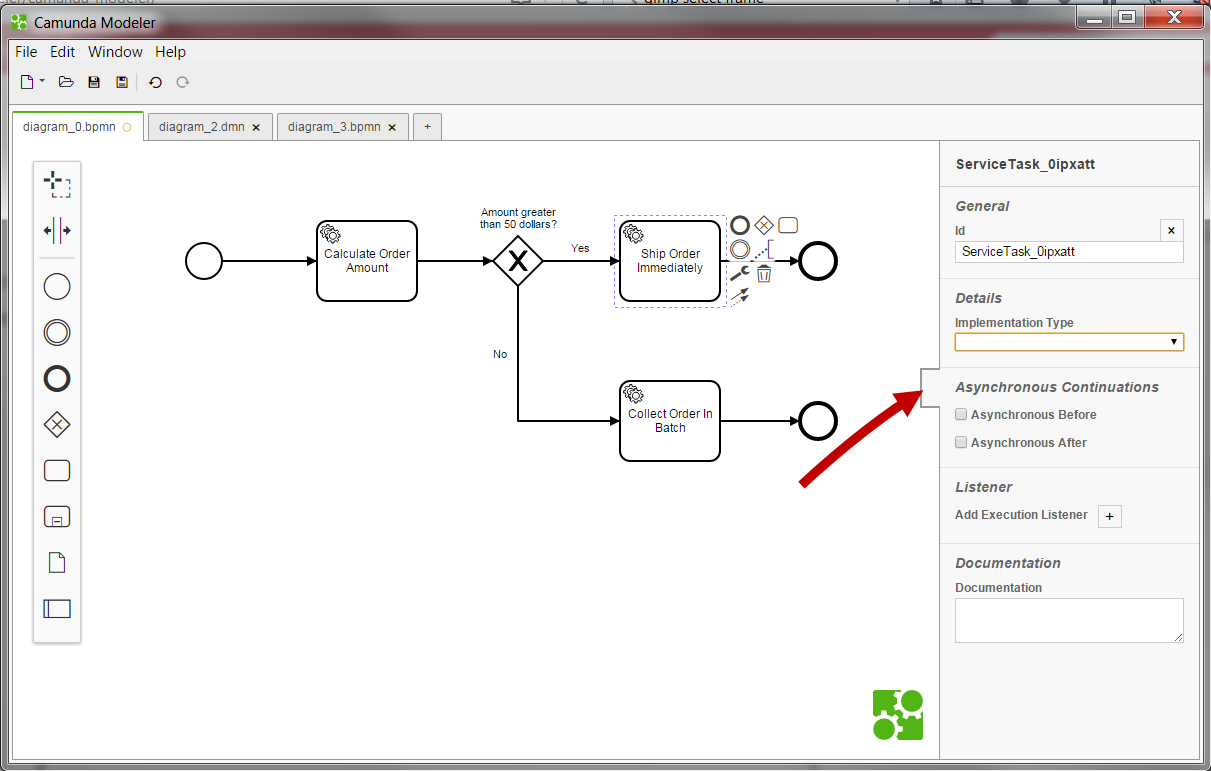 Camunda Modeler
File Edit Window Help
diagram_0.bpmn
diagram_2.dmn ×
diagram_3.bpmn ×
+
Amount greater
than 50 dollars?
Calculate Order
Amount
Yes
Ship Order
Immediately
No
Collect Order In
Batch
ServiceTask_0ipxatt
General
Id
×
ServiceTask_0ipxatt
Details
Implementation Type
Asynchronous Continuations
Asynchronous Before
Asynchronous After
Listener
Add Execution Listener +
Documentation
Documentation